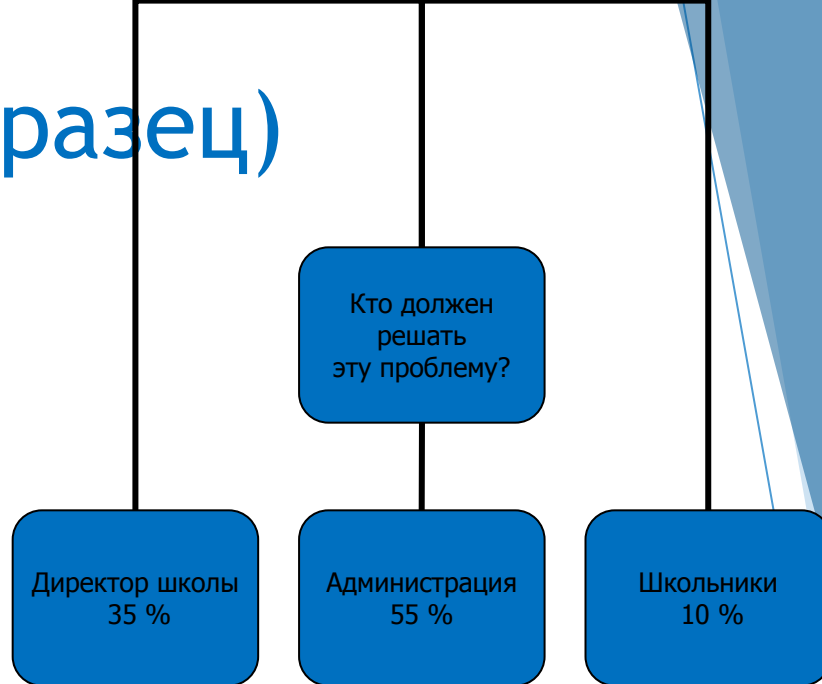 разец)
Кто должен
решать
эту проблему?
Директор школы
35 %
Администрация
55 %
Школьники
10 %